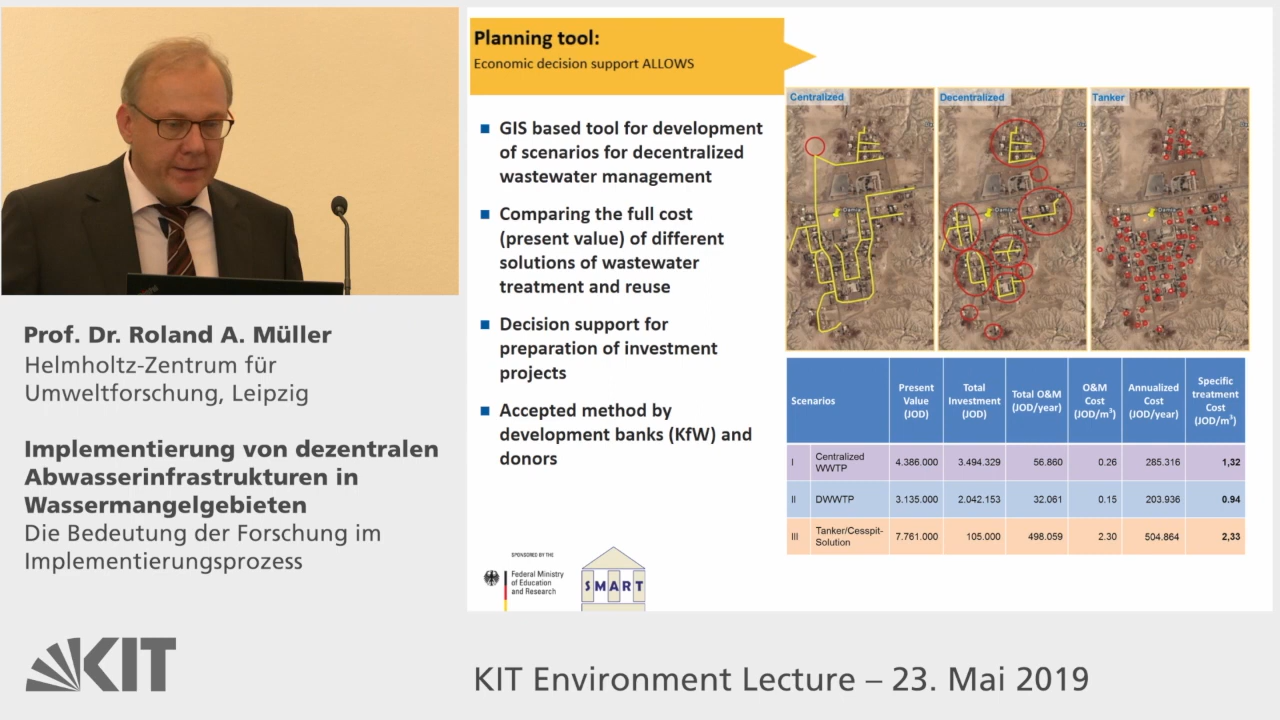 Planning tool:
Economic decision support ALLOWS
GIS based tool for development
of scenarios for decentralized
wastewater management
Comparing the full cost
(present value) of different
solutions of wastewater
treatment and reuse
Decision support for
preparation of investment
projects
Accepted method by
development banks (KfW) and
donors
SPONSORED BY THE
Federal Ministry
of Education
and Research
SMART
Centralized
Decentralized
Tanker
Scenarios Present Value (JOD) Total Investment (JOD) Total O&M (JOD/year) O&M Cost (JOD/m³) Annualized Cost (JOD/year) Specific treatment Cost (JOD/m³)
I Centralized WWTP 4.386.000 3.494.329 56.860 0.26 285.316 1,32
II DWWTP 3.135.000 2.042.153 32.061 0.15 203.936 0.94
III Tanker/Cesspit-Solution 7.761.000 105.000 498.059 2.30 504.864 2,33
Prof. Dr. Roland A. Müller
Helmholtz-Zentrum für
Umweltforschung, Leipzig
Implementierung von dezentralen
Abwasserinfrastrukturen in
Wassermangelgebieten
Die Bedeutung der Forschung im
Implementierungsprozess
KIT
KIT Environment Lecture – 23. Mai 2019